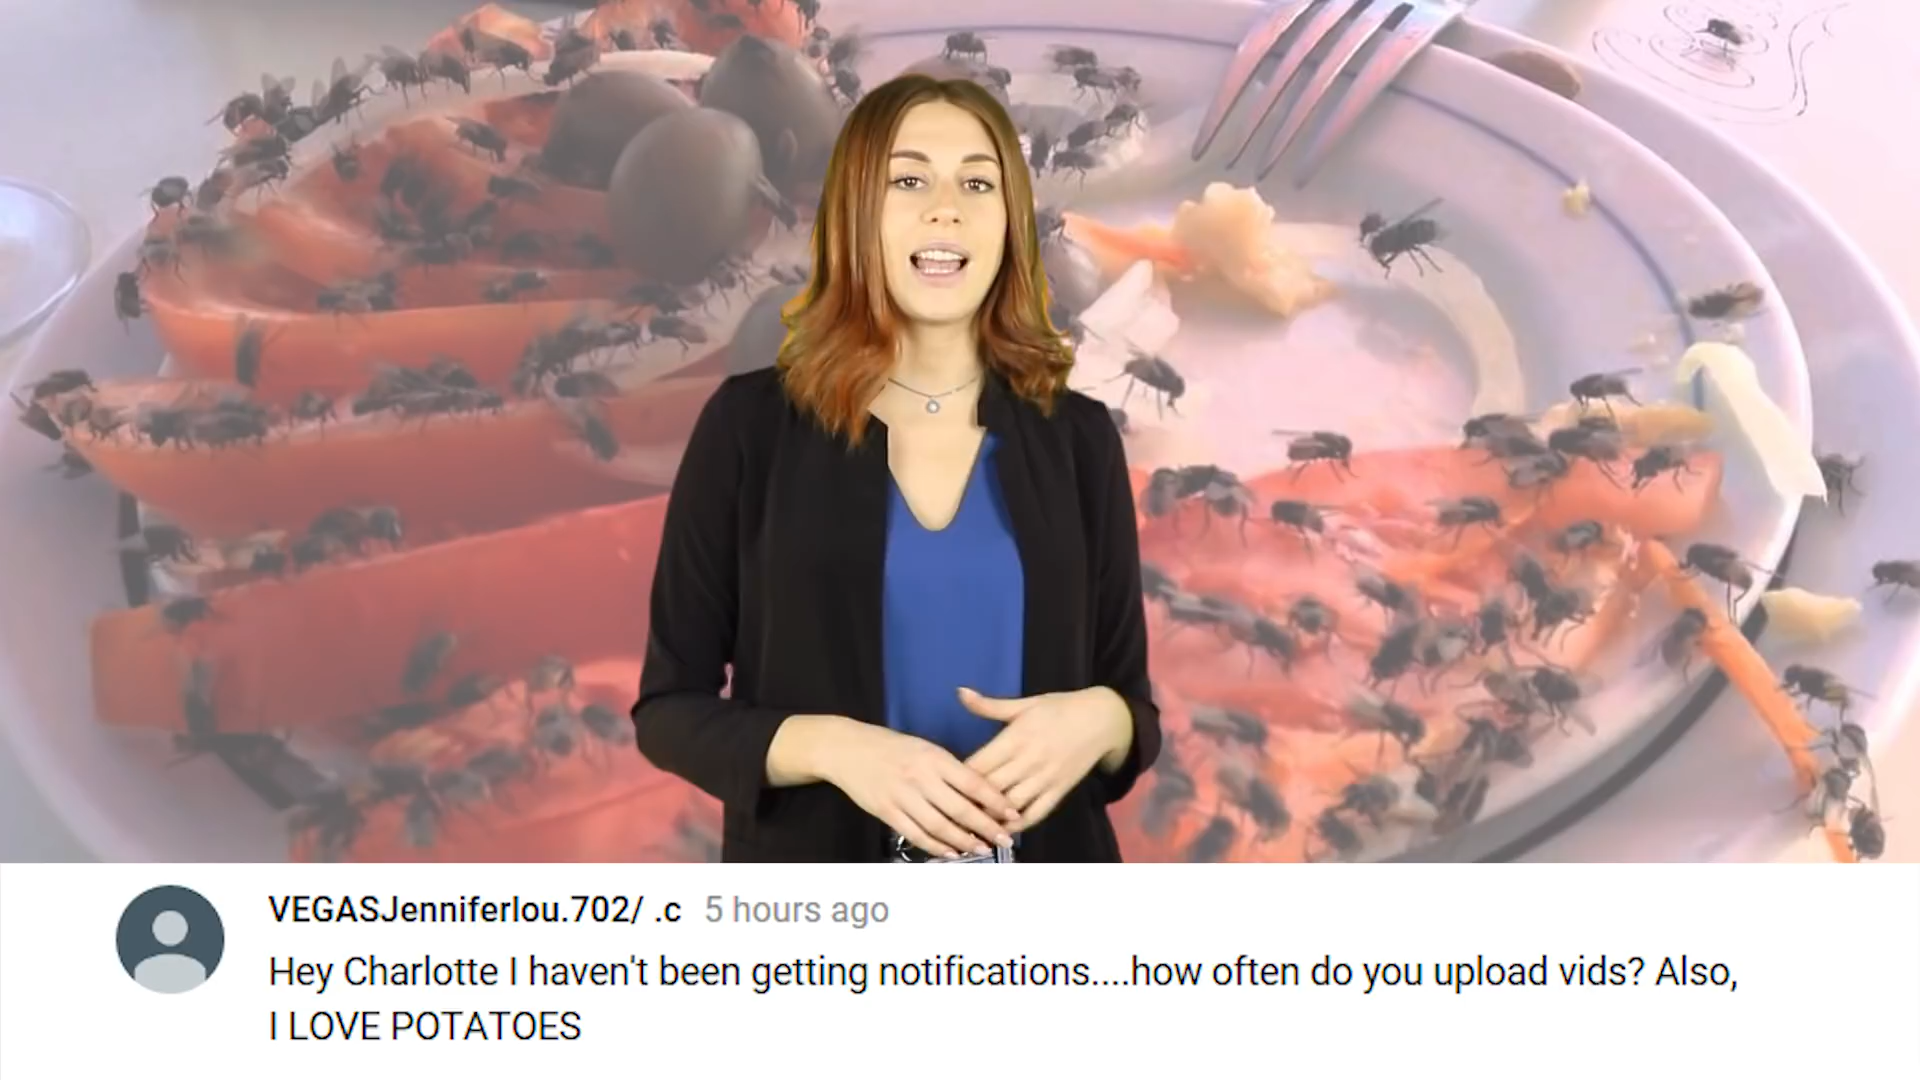 VEGASJenniferlou.702/ .c 5 hours ago
Hey Charlotte I haven't been getting notifications....how often do you upload vids? Also,
I LOVE POTATOES